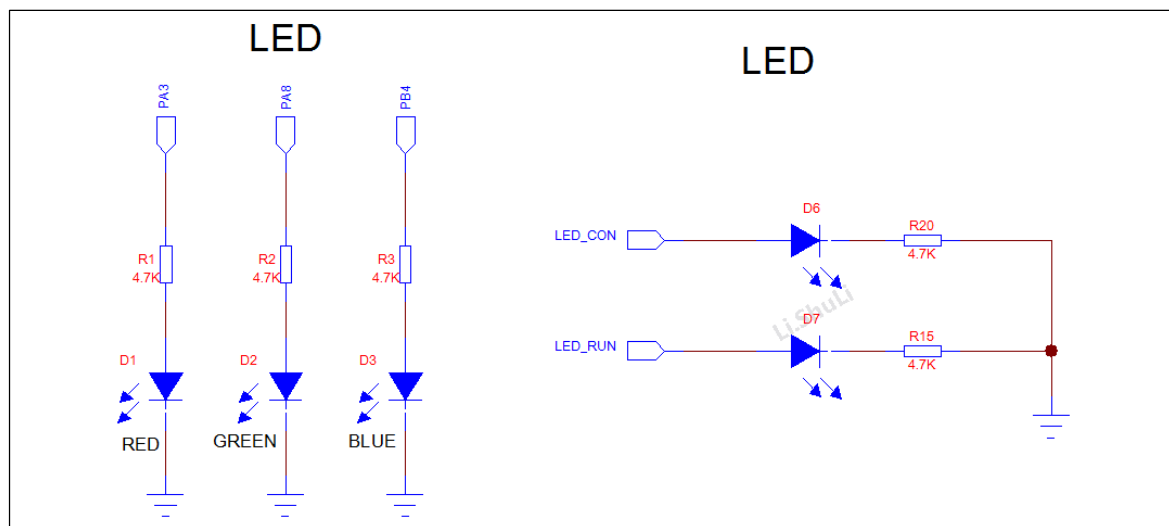 LED
PA3
PA8
PB4
R1
4.7K
R2
4.7K
R3
4.7K
D1
D2
D3
RED
GREEN
BLUE
LED
LED_CON
D6
R20
4.7K
Li.ShuLi
LED_RUN
D7
R15
4.7K